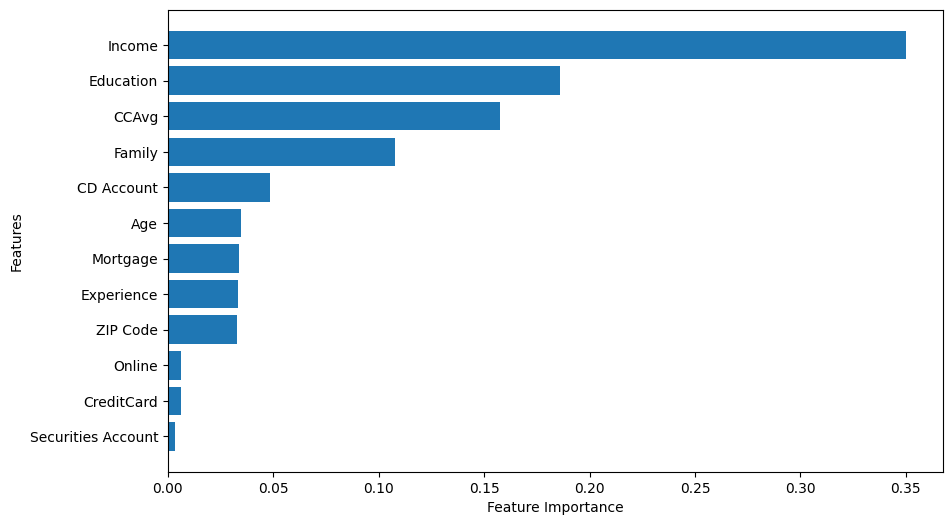 Income
Education
CCAvg
Family
CD Account
Age
Mortgage
Experience
ZIP Code
Online
CreditCard
Securities Account
Features
0.00 0.05 0.10 0.15 0.20 0.25 0.30 0.35
Feature Importance